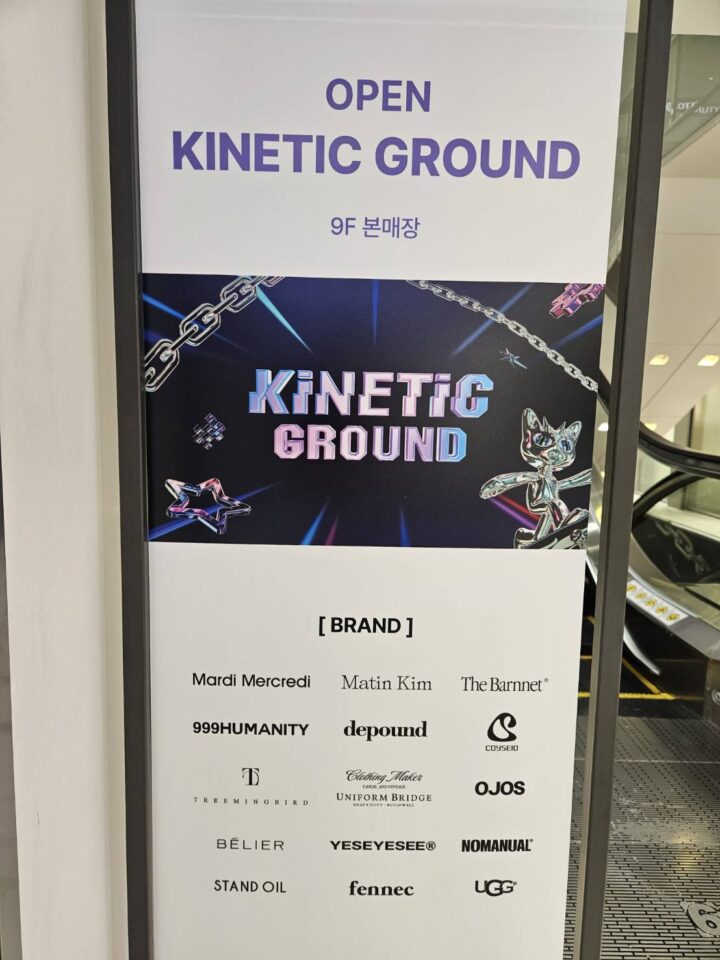 OPEN
KINETIC GROUND
9F 본매장
KiNETiC
GROUND
[ BRAND ]
Mardi Mercredi Matin Kim The Barnnet®
999HUMANITY depound COYSEIO
TREEMINGBIRD Clothing Maker
UNIFORM BRIDGE OJOS
BÉLIER YESEYESEE® NOMANUAL®
STAND OIL fennec UGG®